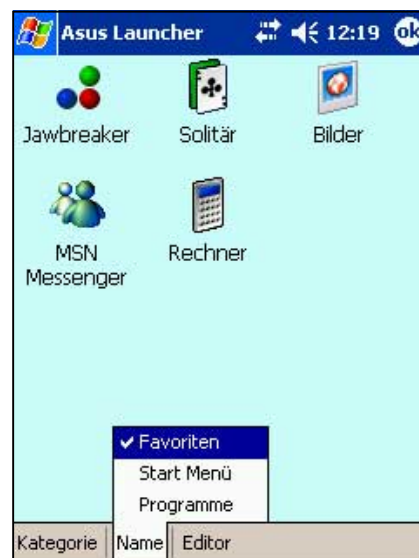 Asus Launcher 12:19 ok
Jawbreaker Solitär Bilder
MSN Messenger Rechner
Favoriten
Start Menü
Programme
Kategorie Name Editor